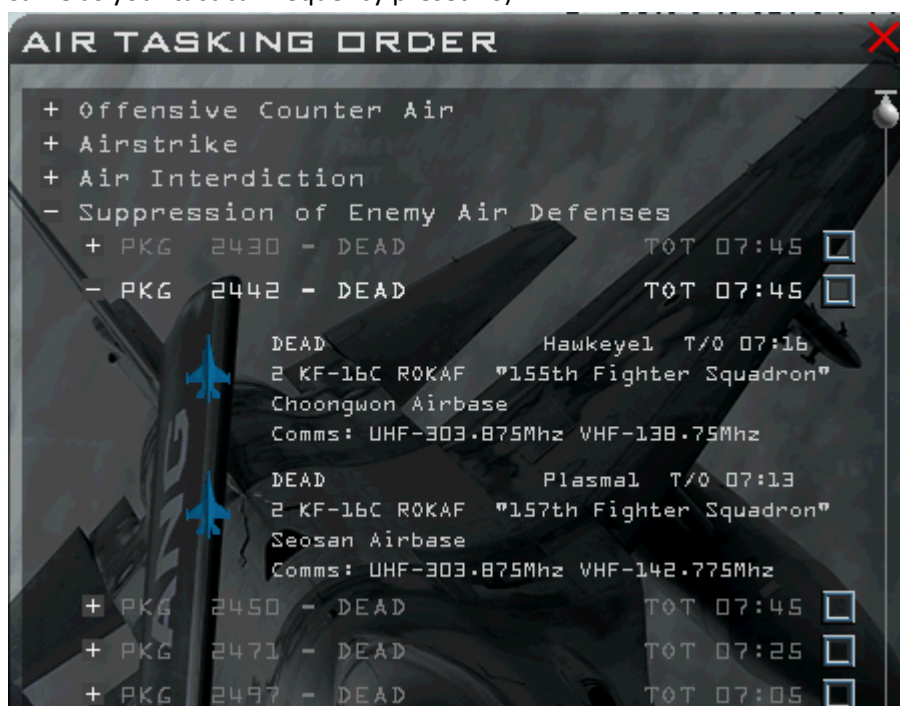 AIR TASKING ORDER
+ Offensive Counter Air
+ Airstrike
+ Air Interdiction
- Suppression of Enemy Air Defenses
+ PKG 2430 - DEAD TOT 07:45
- PKG 2442 - DEAD TOT 07:45
DEAD Hawkeye1 T/O 07:16
2 KF-16C ROKAF "155th Fighter Squadron"
Choongwon Airbase
Comms: UHF-303.875Mhz VHF-138.75Mhz
DEAD Plasma1 T/O 07:13
2 KF-16C ROKAF "157th Fighter Squadron"
Seosan Airbase
Comms: UHF-303.875Mhz VHF-142.775Mhz
+ PKG 2450 - DEAD TOT 07:45
+ PKG 2471 - DEAD TOT 07:25
+ PKG 2497 - DEAD TOT 07:05
ANG